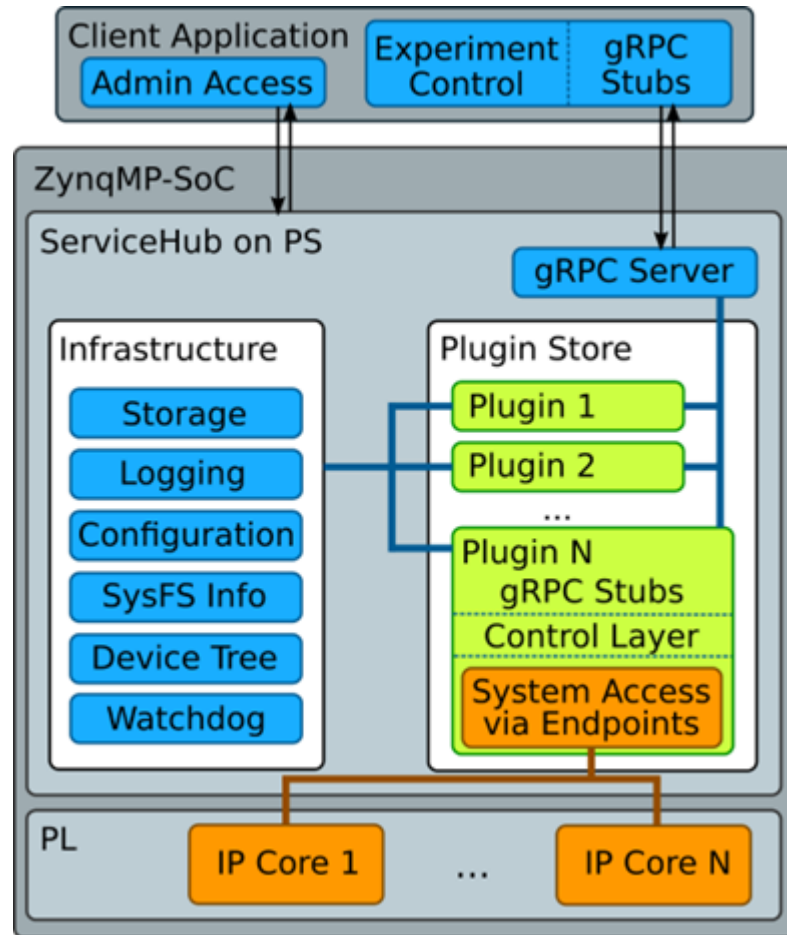 Client Application
Admin Access
Experiment
Control
gRPC
Stubs
ZynqMP-SoC
ServiceHub on PS
gRPC Server
Infrastructure
Storage
Logging
Configuration
SysFS Info
Device Tree
Watchdog
Plugin Store
Plugin 1
Plugin 2
...
Plugin N
gRPC Stubs
Control Layer
System Access
via Endpoints
PL
IP Core 1
...
IP Core N